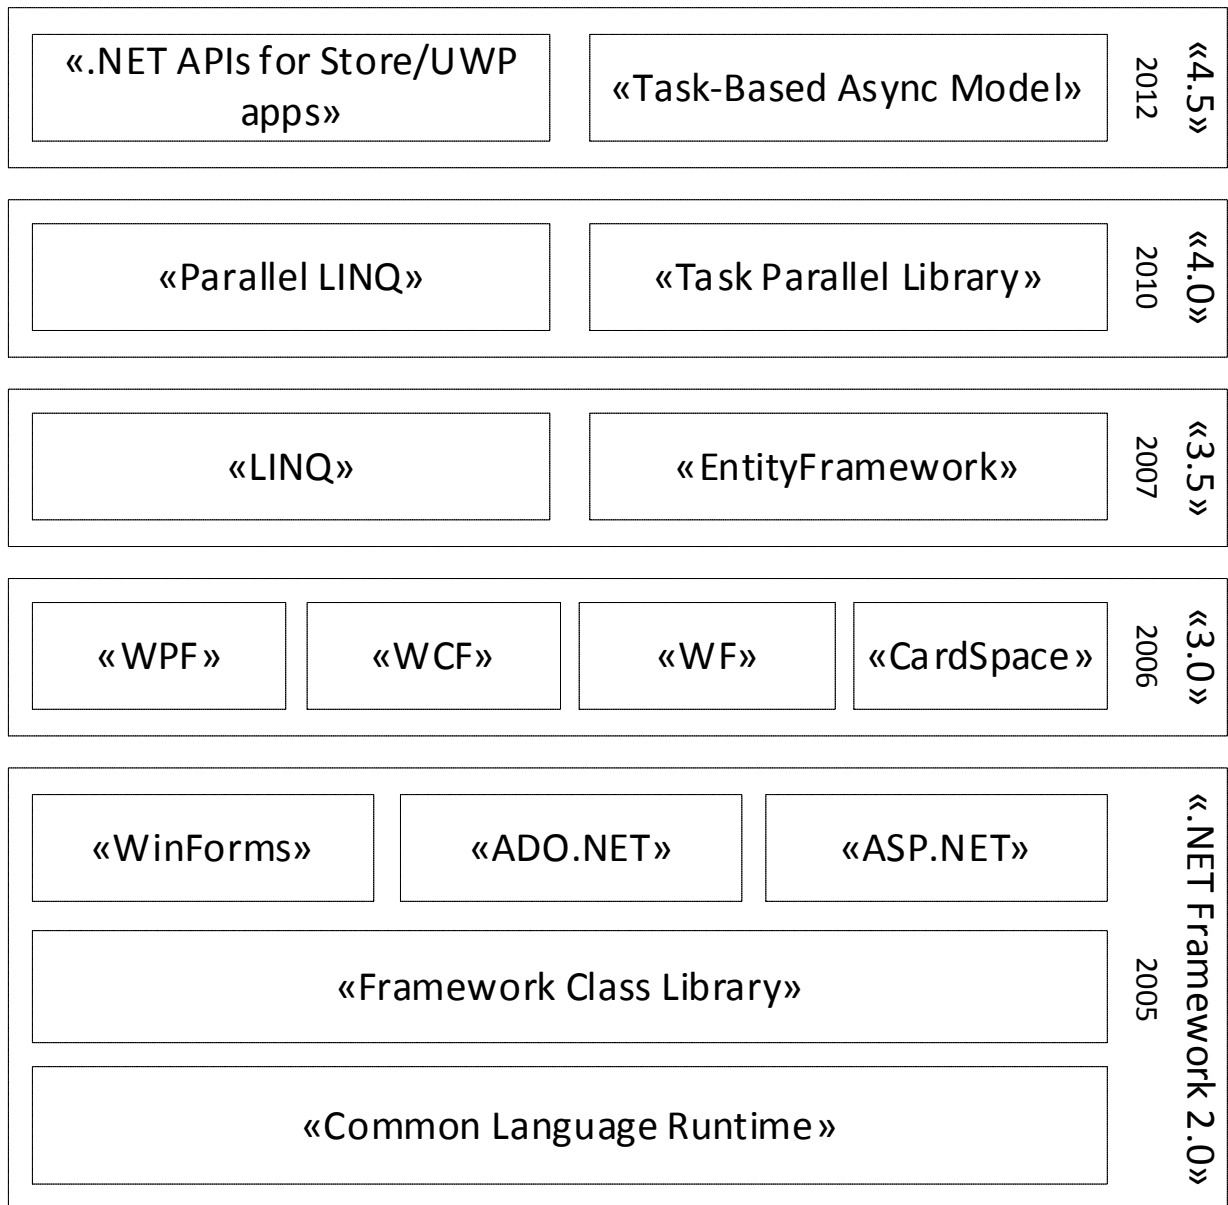 «.NET APIs for Store/UWP
apps»
«Task-Based Async Model»
2012
«4.5»
«Parallel LINQ»
«Task Parallel Library»
2010
«4.0»
«LINQ»
«EntityFramework»
2007
«3.5»
«WPF»
«WCF»
«WF»
«CardSpace»
2006
«3.0»
«WinForms»
«ADO.NET»
«ASP.NET»
«Framework Class Library»
«Common Language Runtime»
2005
«.NET Framework 2.0»